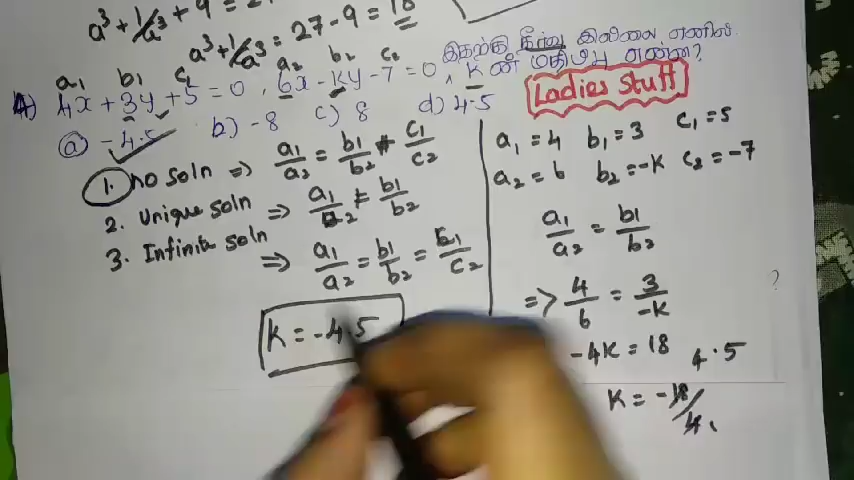 a³ + 1/a³ + 9 = 27
a³ + 1/a³ = 27 - 9 = 18
இதற்கு தீர்வு இல்லை எனில்
a₁ b₁ c₁ a₂ b₂ c₂
4) 4x + 3y + 5 = 0 , 6x - ky - 7 = 0 , k ன் மதிப்பு என்ன?
a) -4.5 b) -8 c) 8 d) 4.5
Ladies Stuff
1. no soln => a₁/a₂ = b₁/b₂ ≠ c₁/c₂
2. Unique soln => a₁/a₂ ≠ b₁/b₂
3. Infinite soln => a₁/a₂ = b₁/b₂ = c₁/c₂
K = -4.5
a₁ = 4 b₁ = 3 c₁ = 5
a₂ = 6 b₂ = -K c₂ = -7
a₁/a₂ = b₁/b₂
=> 4/6 = 3/-K
-4K = 18 4.5
K = -18/4
?